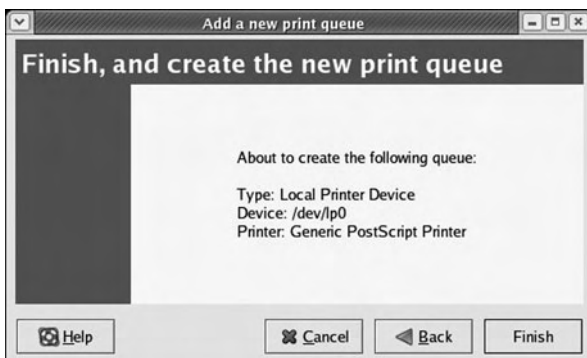 Add a new print queue
Finish, and create the new print queue
About to create the following queue:
Type: Local Printer Device
Device: /dev/lp0
Printer: Generic PostScript Printer
Help
Cancel
Back
Finish